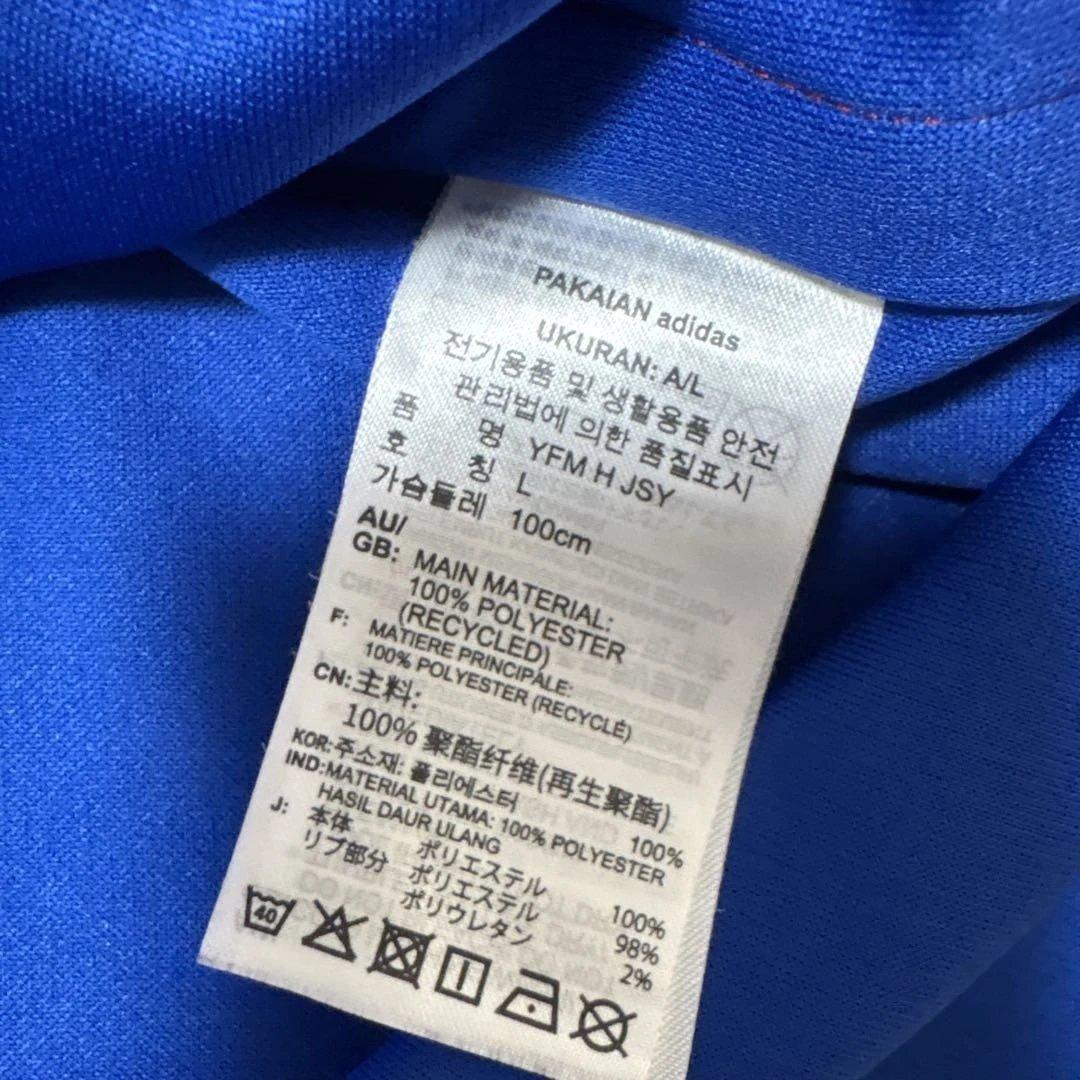 PAKAIAN adidas
UKURAN: A/L
전기용품 및 생활용품 안전
관리법에 의한 품질표시
품 명 YFM H JSY
호 칭 L
가슴둘레 100cm
AU/
GB: MAIN MATERIAL:
100% POLYESTER
(RECYCLED)
F: MATIERE PRINCIPALE:
100% POLYESTER (RECYCLÉ)
CN: 主料:
100% 聚酯纤维(再生聚酯)
KOR: 주소재: 폴리에스터 100%
IND: MATERIAL UTAMA: 100% POLYESTER
HASIL DAUR ULANG
J: 本体 ポリエステル 100%
リブ部分 ポリエステル 98%
ポリウレタン 2%
40